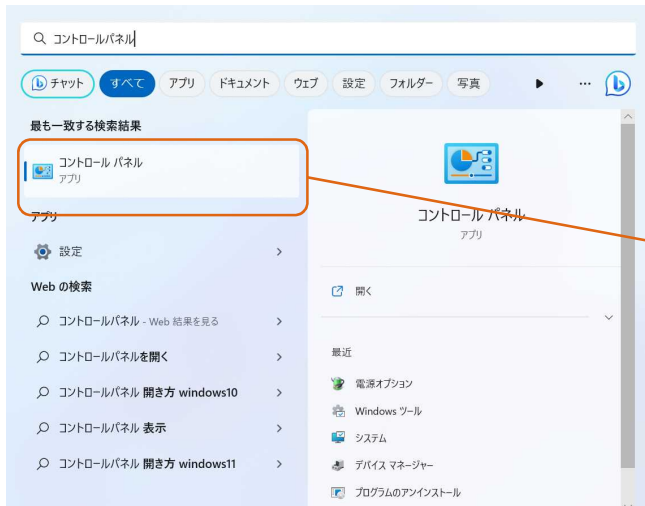 コントロールパネル
チャット すべて アプリ ドキュメント ウェブ 設定 フォルダー 写真 ▶ … b
最も一致する検索結果
コントロール パネル
アプリ
アプリ
設定
Web の検索
コントロールパネル - Web 結果を見る
コントロールパネルを開く
コントロールパネル 開き方 windows10
コントロールパネル 表示
コントロールパネル 開き方 windows11
コントロール パネル
アプリ
開く
最近
電源オプション
Windows ツール
システム
デバイス マネージャー
プログラムのアンインストール